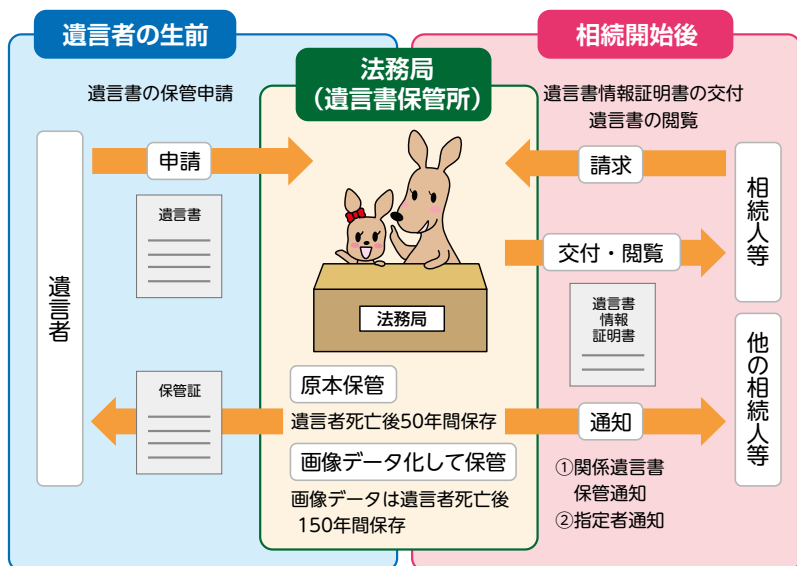 遺言者の生前
遺言書の保管申請
遺言者
申請
遺言書
保管証
法務局
（遺言書保管所）
法務局
原本保管
遺言者死亡後50年間保存
画像データ化して保管
画像データは遺言者死亡後
150年間保存
相続開始後
遺言書情報証明書の交付
遺言書の閲覧
請求
相続人等
交付・閲覧
遺言書
情報
証明書
通知
他の相続人等
①関係遺言書
保管通知
②指定者通知